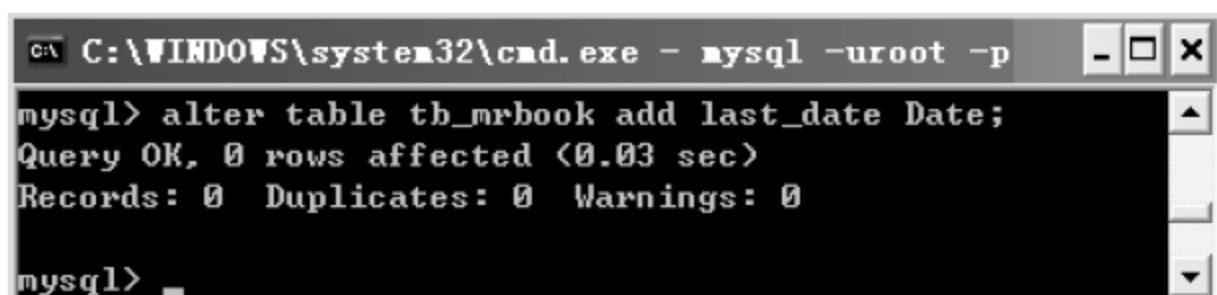 C:\WINDOWS\system32\cmd.exe - mysql -uroot -p
mysql> alter table tb_mrbook add last_date Date;
Query OK, 0 rows affected (0.03 sec)
Records: 0  Duplicates: 0  Warnings: 0
mysql> _